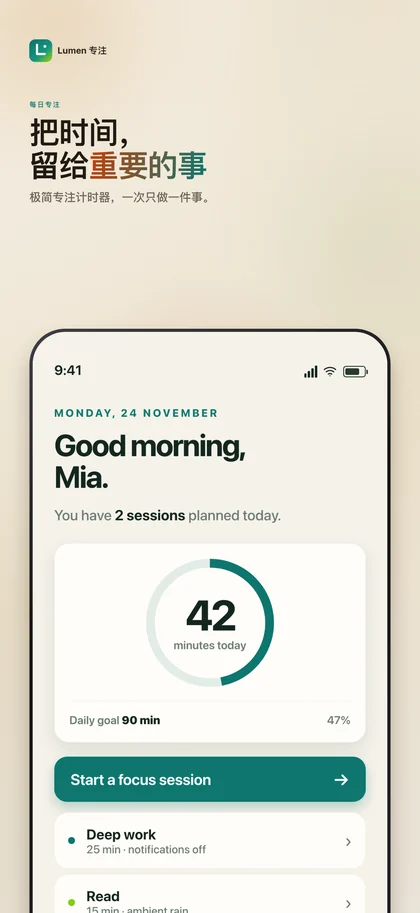 Lumen 专注
每日专注
把时间，
留给重要的事
极简专注计时器，一次只做一件事。
9:41
MONDAY, 24 NOVEMBER
Good morning,
Mia.
You have 2 sessions planned today.
42
minutes today
Daily goal 90 min 47%
Start a focus session →
Deep work
25 min · notifications off
Read
15 min · ambient rain